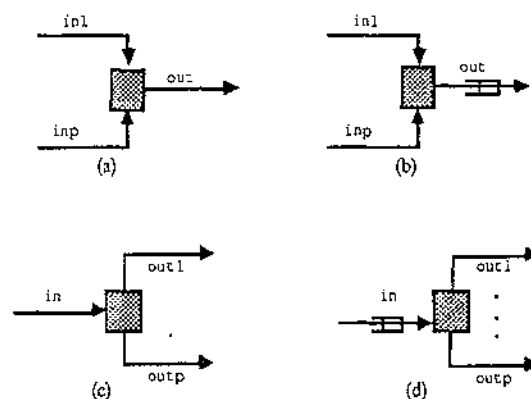 in1
out
inp
(a)
in1
out
inp
(b)
out1
in
outp
(c)
out1
in
outp
(d)